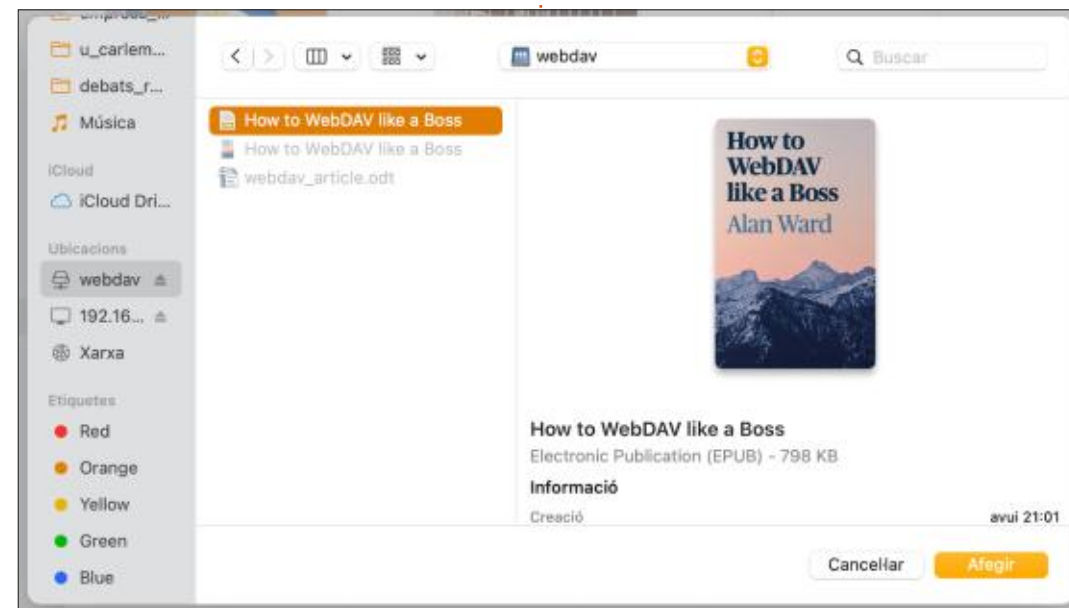 u_carlem...
debats_r...
Música
iCloud
iCloud Dri...
Ubicacions
webdav
192.16...
Xarxa
Etiquetes
Red
Orange
Yellow
Green
Blue
webdav
Buscar
How to WebDAV like a Boss
How to WebDAV like a Boss
webdav_article.odt
How to
WebDAV
like a Boss
Alan Ward
How to WebDAV like a Boss
Electronic Publication (EPUB) - 798 KB
Informació
Creació avui 21:01
Cancel·lar Afegir